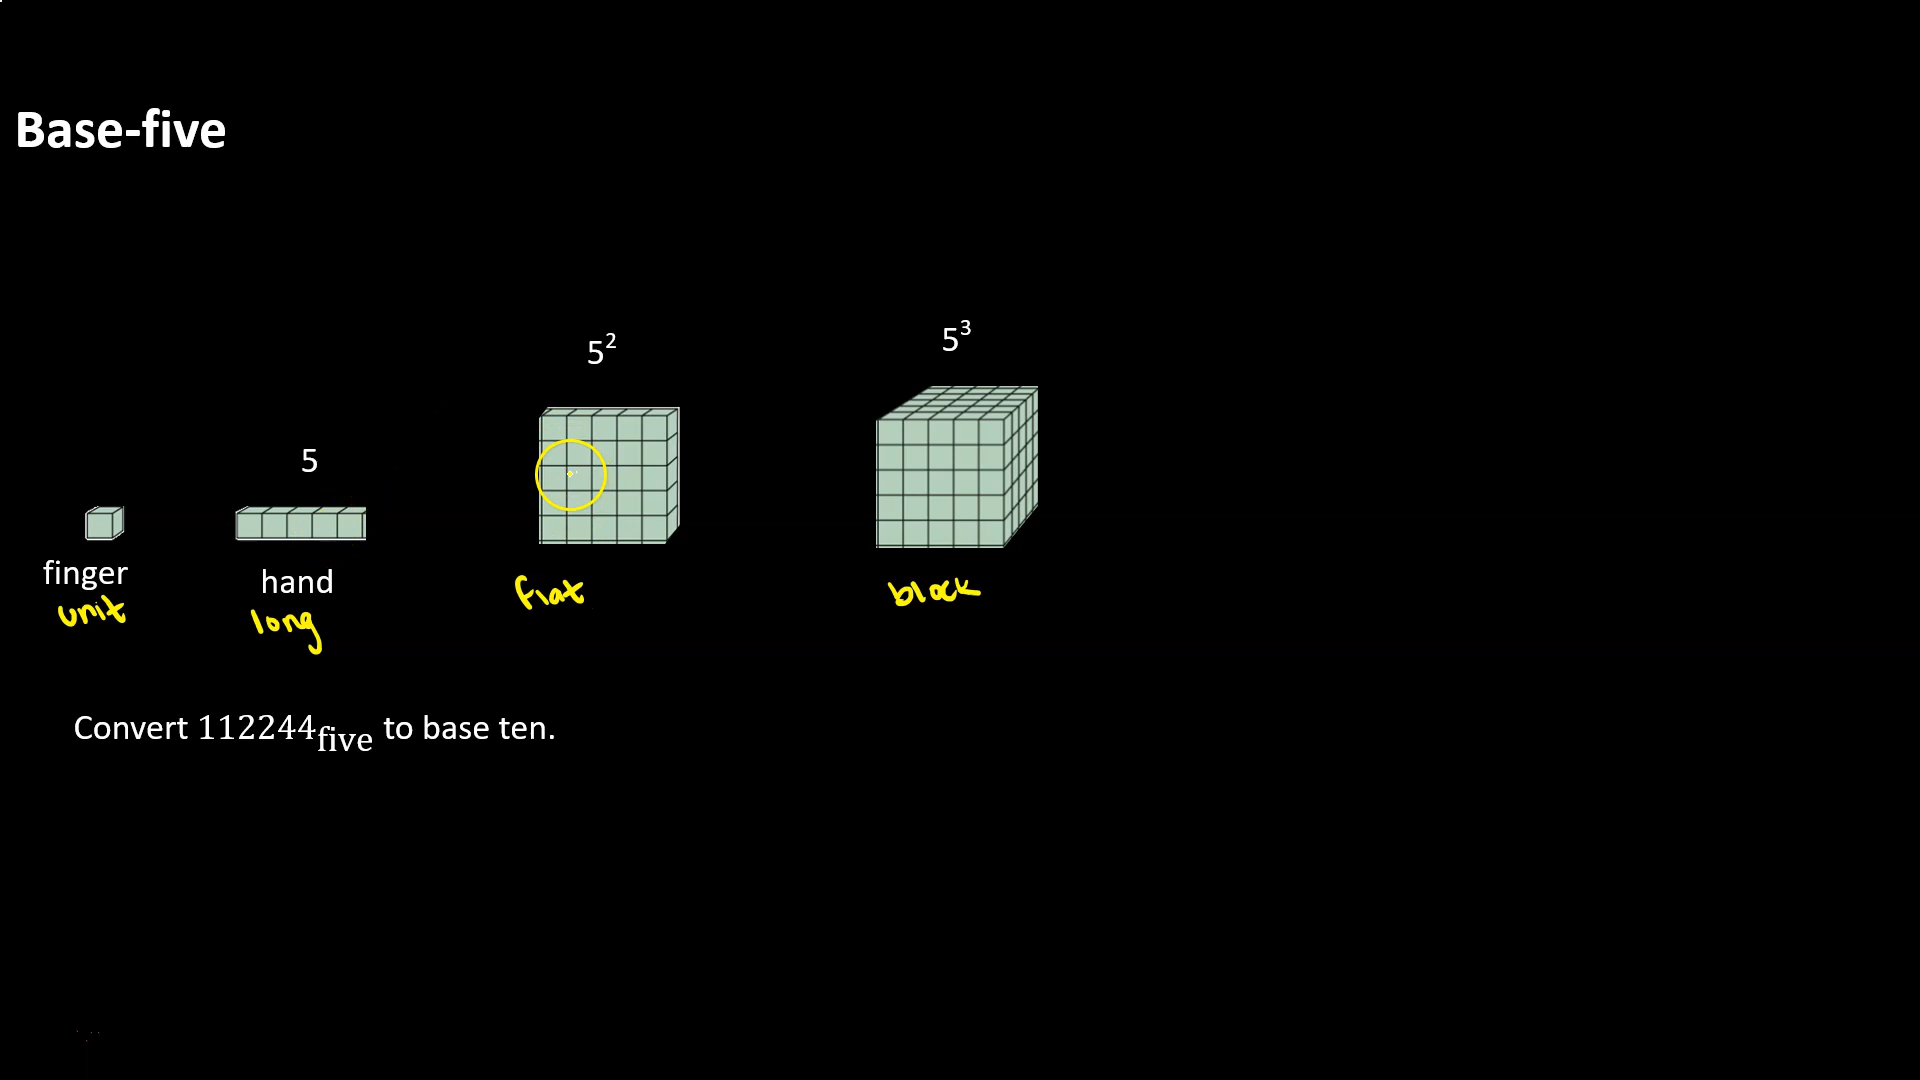 Base-five
5² 5³
5
finger hand
unit long flat block
Convert 112244five to base ten.